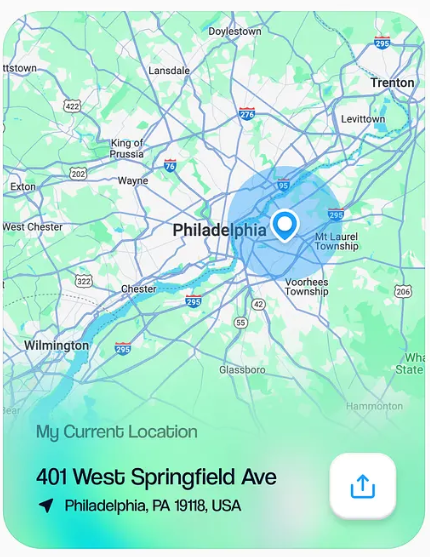 Doylestown
295
ttstown
Lansdale
Trenton
422
276
Levittown
King of
Prussia
76
202
Wayne
Exton
95
295
West Chester
Philadelphia
Mt Laurel
Township
322
Chester
Voorhees
Township
206
295
42
55
Wilmington
295
Glassboro
Wha
State
Hammonton
Bear
My Current Location
401 West Springfield Ave
Philadelphia, PA 19118, USA